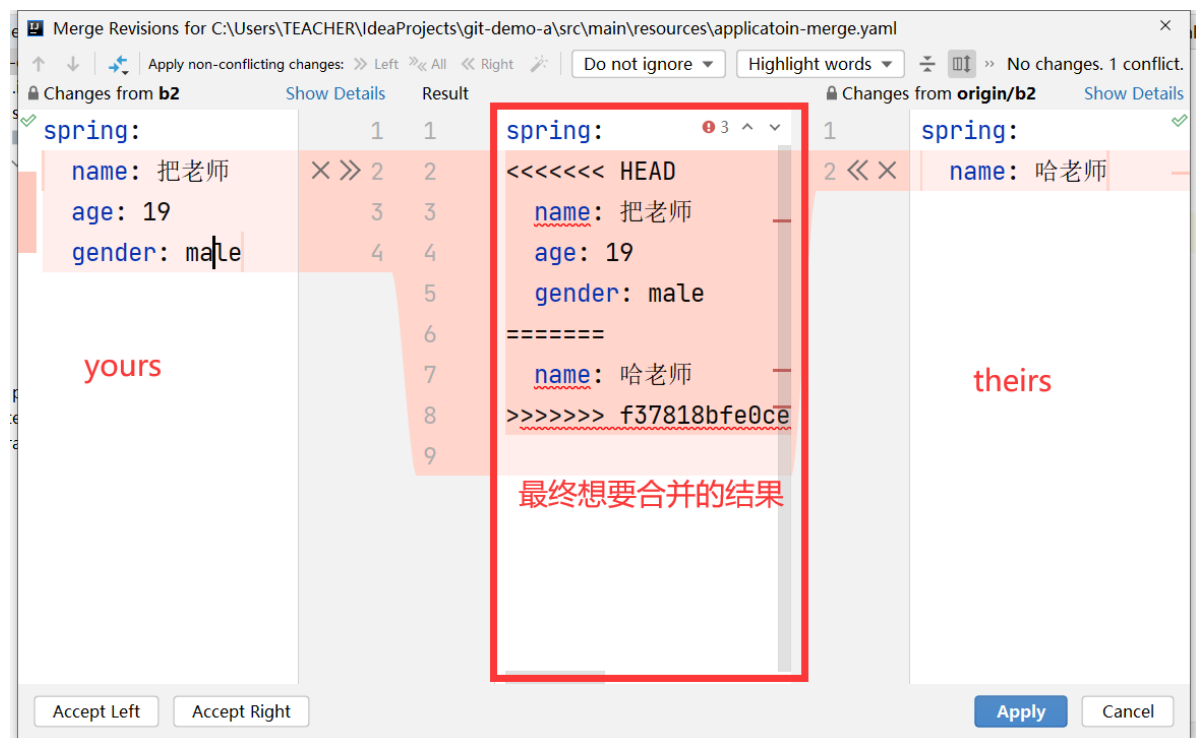 Merge Revisions for C:\Users\TEACHER\IdeaProjects\git-demo-a\src\main\resources\applicatoin-merge.yaml
Apply non-conflicting changes: Left All Right Do not ignore Highlight words No changes. 1 conflict.
Changes from b2 Show Details Result Changes from origin/b2 Show Details
spring:
name: 把老师
age: 19
gender: male
1
2
3
4
yours
1
2
3
4
5
6
7
8
9
spring: 3
<<<<<<< HEAD
name: 把老师
age: 19
gender: male
=======
name: 哈老师
>>>>>>> f37818bfe0ce
最终想要合并的结果
1
2
spring:
name: 哈老师
theirs
Accept Left Accept Right Apply Cancel